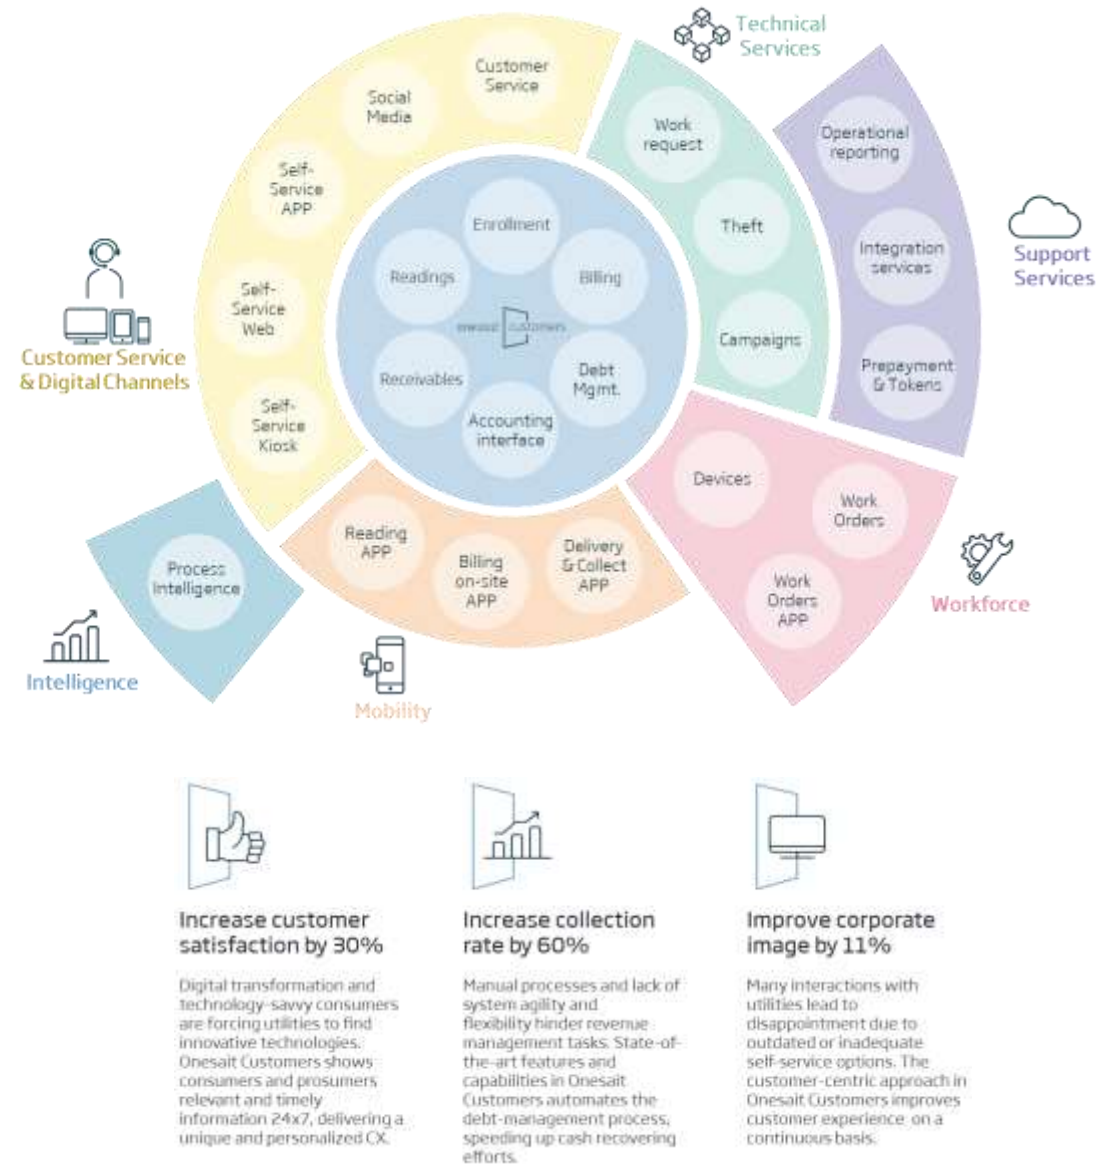 Technical
Services
Customer
Service
Social
Media
Work
request
Operational
reporting
Self-
Service
APP
Enrollment
Theft
Support
Services
Integration
services
Readings
Billing
Self-
Service
Web
onesait customers
Campaigns
Customer Service
& Digital Channels
Receivables
Debt
Mgmt.
Prepayment
& Tokens
Self-
Service
Kiosk
Accounting
interface
Devices
Work
Orders
Reading
APP
Billing
on-site
APP
Delivery
& Collect
APP
Process
Intelligence
Work
Orders
APP
Workforce
Intelligence
Mobility
Increase customer
satisfaction by 30%
Digital transformation and
technology-savvy consumers
are forcing utilities to find
innovative technologies.
Onesait Customers shows
consumers and prosumers
relevant and timely
information 24x7, delivering a
unique and personalized CX.
Increase collection
rate by 60%
Manual processes and lack of
system agility and
flexibility hinder revenue
management tasks. State-of-
the-art features and
capabilities in Onesait
Customers automates the
debt-management process,
speeding up cash recovering
efforts.
Improve corporate
image by 11%
Many interactions with
utilities lead to
disappointment due to
outdated or inadequate
self-service options. The
customer-centric approach in
Onesait Customers improves
customer experience on a
continuous basis.